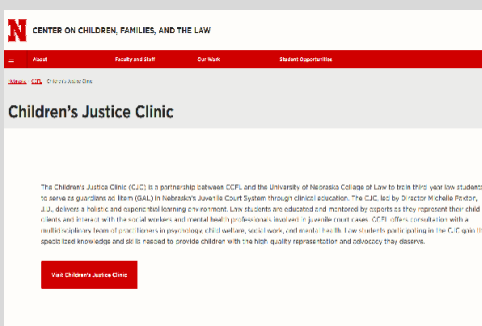 N CENTER ON CHILDREN, FAMILIES, AND THE LAW
About Faculty and Staff Our Work Student Opportunities
Nebraska CCFL Children's Justice Clinic
Children's Justice Clinic
The Children's Justice Clinic (CJC) is a partnership between CCFL and the University of Nebraska College of Law to train third year law students
to serve as guardians ad litem (GAL) in Nebraska's Juvenile Court System through clinical education. The CJC, led by Director Michelle Paxton,
J.D., delivers a holistic and experiential learning environment. Law students are educated and mentored by experts as they represent their child
clients and interact with the social workers and mental health professionals involved in juvenile court cases. CCFL offers consultation with a
multidisciplinary team of practitioners in psychology, child welfare, social work, and mental health. Law students participating in the CJC gain the
specialized knowledge and skills needed to provide children with the high quality representation and advocacy they deserve.
Visit Children's Justice Clinic